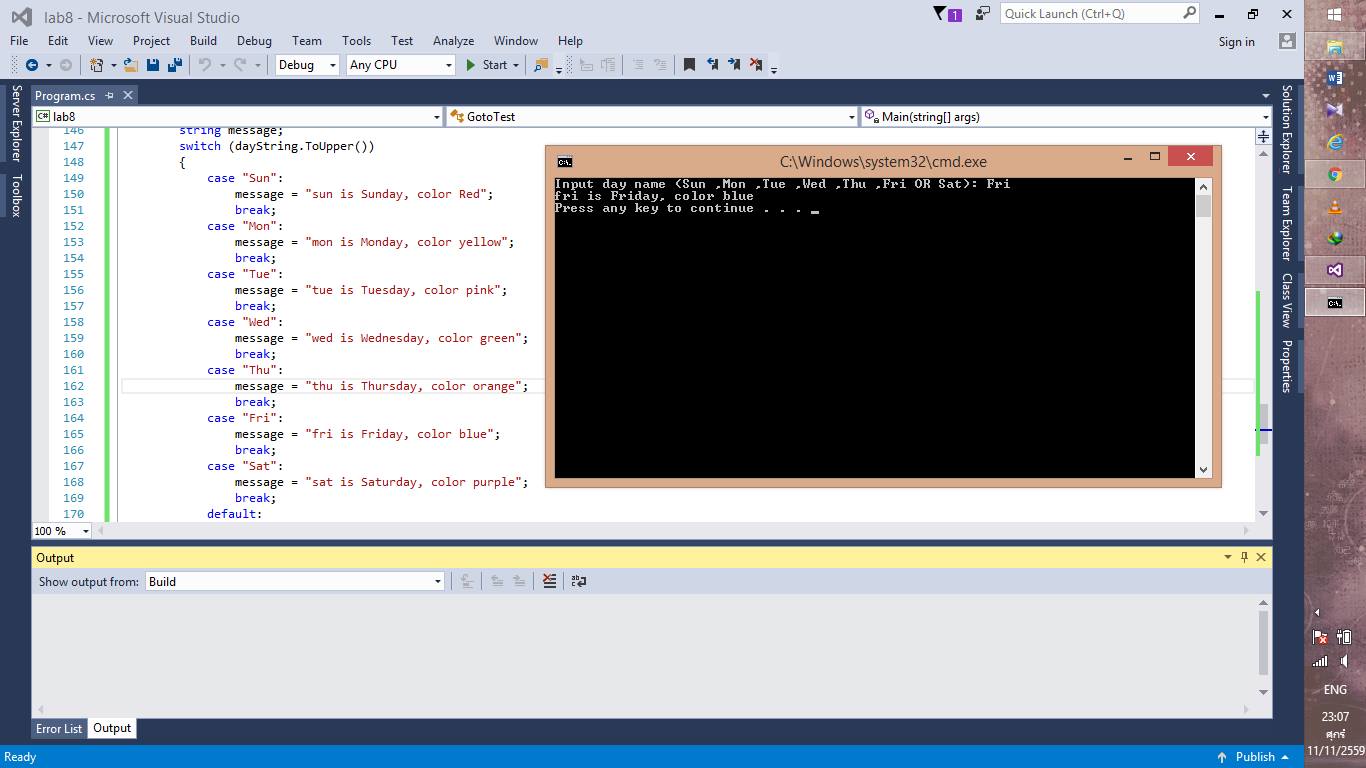 lab8 - Microsoft Visual Studio
1
Quick Launch (Ctrl+Q)
File Edit View Project Build Debug Team Tools Test Analyze Window Help
Sign in
Debug Any CPU Start
Server Explorer
Toolbox
Program.cs
C# lab8 GotoTest Main(string[] args)
146 string message;
147 switch (dayString.ToUpper())
148 {
149 case "Sun":
150 message = "sun is Sunday, color Red";
151 break;
152 case "Mon":
153 message = "mon is Monday, color yellow";
154 break;
155 case "Tue":
156 message = "tue is Tuesday, color pink";
157 break;
158 case "Wed":
159 message = "wed is Wednesday, color green";
160 break;
161 case "Thu":
162 message = "thu is Thursday, color orange";
163 break;
164 case "Fri":
165 message = "fri is Friday, color blue";
166 break;
167 case "Sat":
168 message = "sat is Saturday, color purple";
169 break;
170 default:
100 %
C:\Windows\system32\cmd.exe
Input day name (Sun ,Mon ,Tue ,Wed ,Thu ,Fri OR Sat): Fri
fri is Friday, color blue
Press any key to continue . . . _
Solution Explorer
Team Explorer
Class View
Properties
Output
Show output from: Build
Error List Output
Ready
Publish
ENG
23:07
ศุกร์
11/11/2559